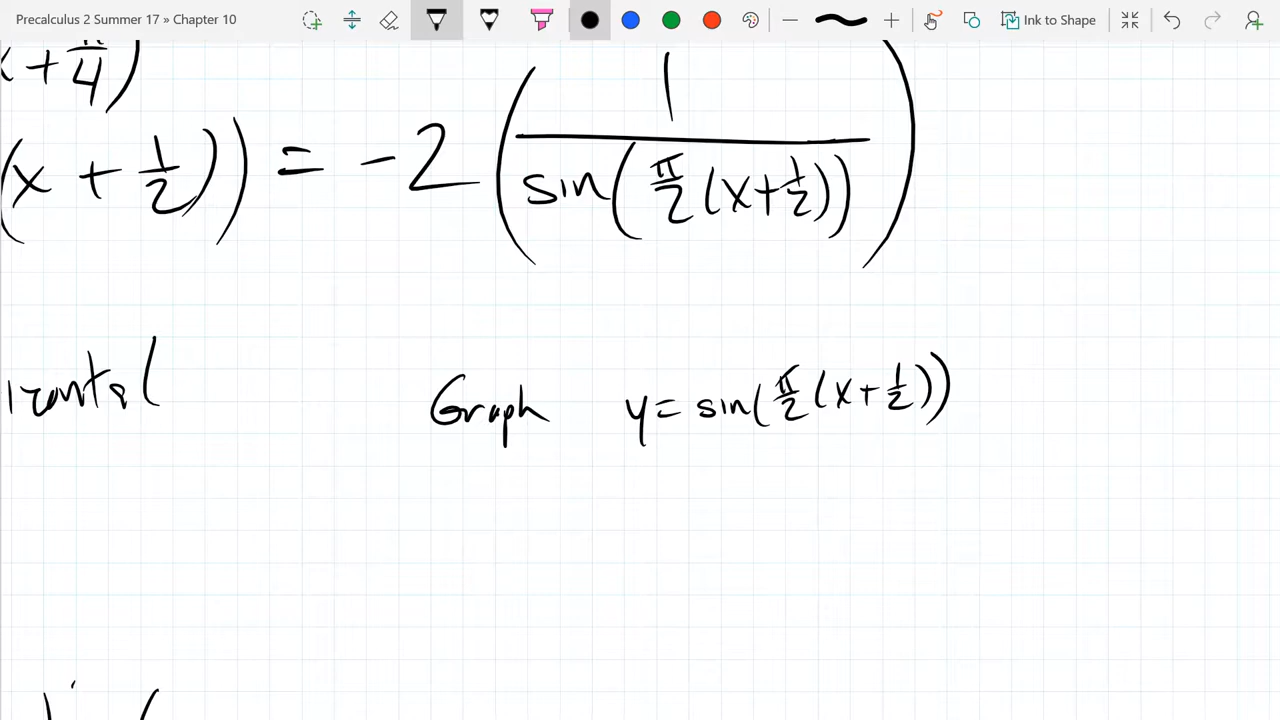 Precalculus 2 Summer 17 » Chapter 10
Ink to Shape
x + π/4)
(x + 1/2)) = -2 (1 / sin(π/2 (x + 1/2)))
Graph y = sin(π/2 (x + 1/2))